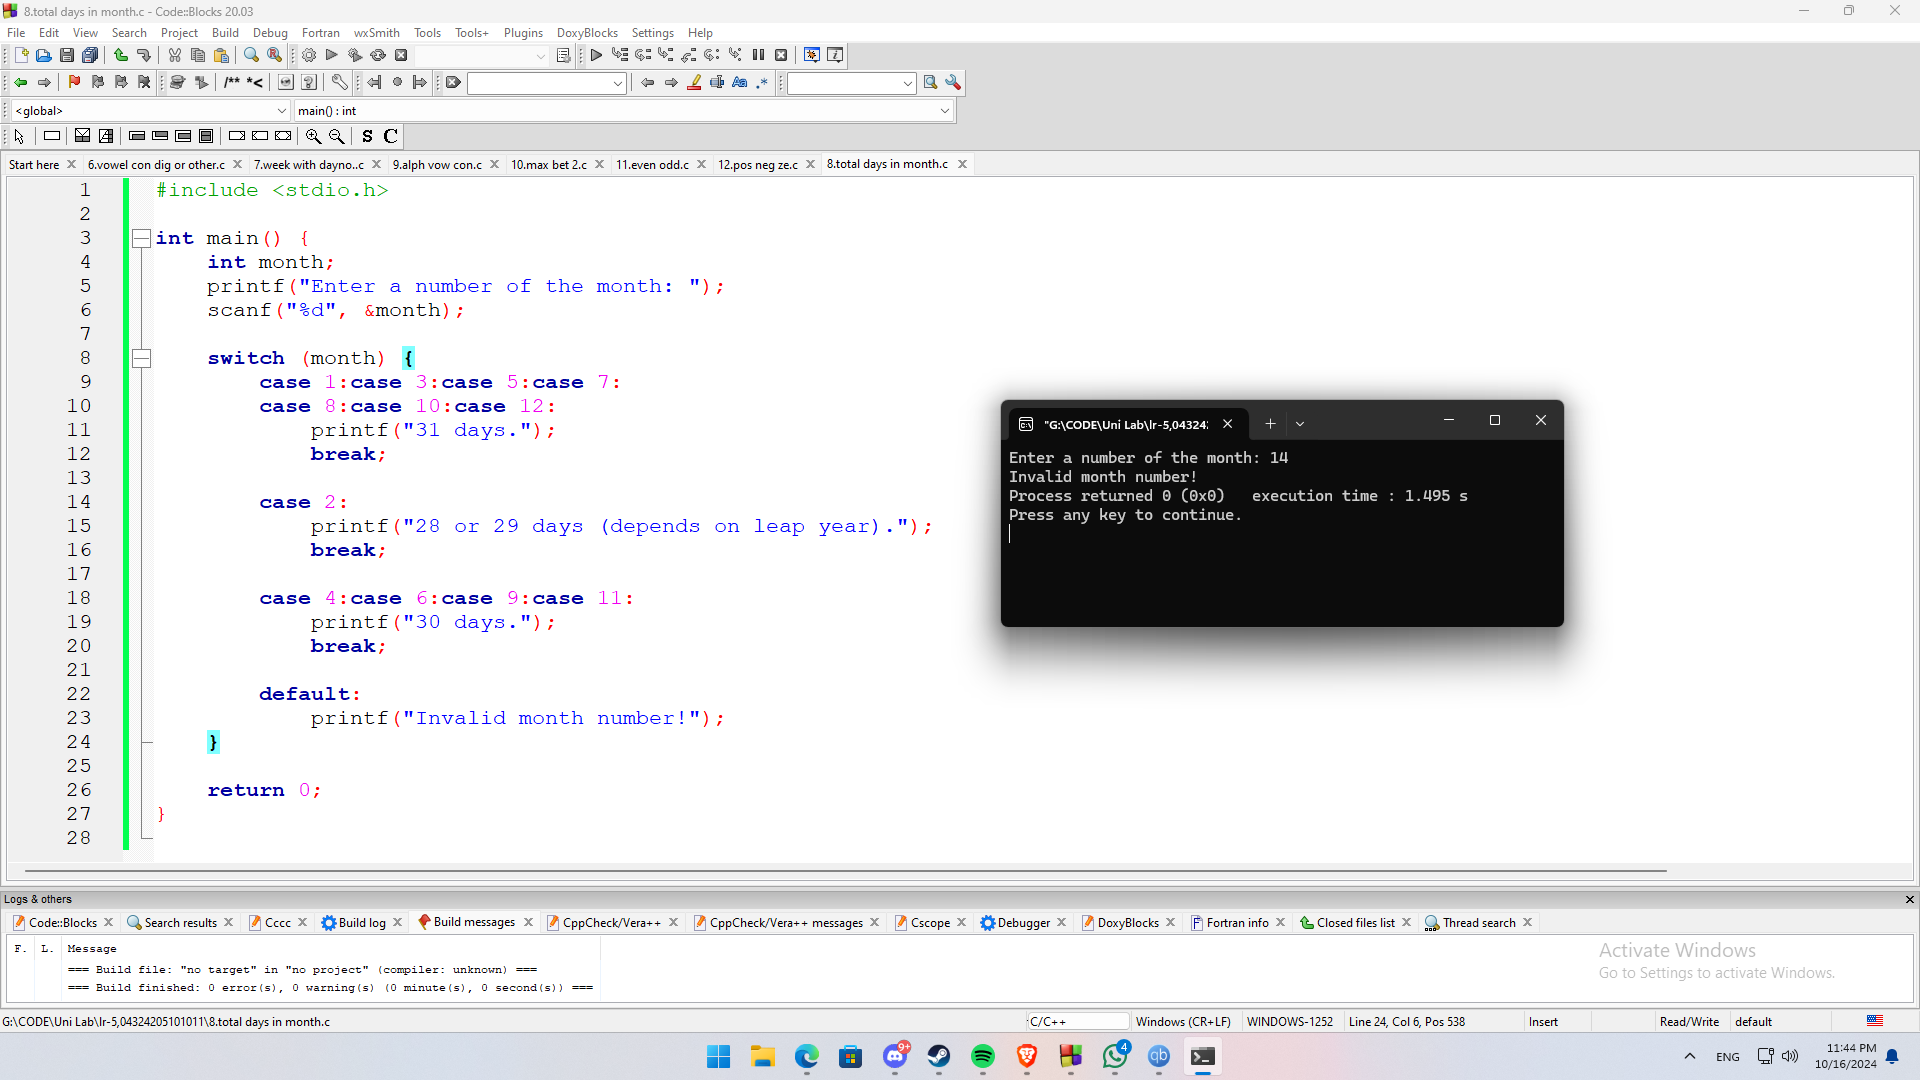 8.total days in month.c - Code::Blocks 20.03
File Edit View Search Project Build Debug Fortran wxSmith Tools Tools+ Plugins DoxyBlocks Settings Help
<global> main() : int
S C
Start here 6.vowel con dig or other.c 7.week with dayno..c 9.alph vow con.c 10.max bet 2.c 11.even odd.c 12.pos neg ze.c 8.total days in month.c
1 #include <stdio.h>
2
3 int main() {
4 int month;
5 printf("Enter a number of the month: ");
6 scanf("%d", &month);
7
8 switch (month) {
9 case 1:case 3:case 5:case 7:
10 case 8:case 10:case 12:
11 printf("31 days.");
12 break;
13
14 case 2:
15 printf("28 or 29 days (depends on leap year).");
16 break;
17
18 case 4:case 6:case 9:case 11:
19 printf("30 days.");
20 break;
21
22 default:
23 printf("Invalid month number!");
24 }
25
26 return 0;
27 }
28
"G:\CODE\Uni Lab\lr-5,04324:
Enter a number of the month: 14
Invalid month number!
Process returned 0 (0x0) execution time : 1.495 s
Press any key to continue.
Logs & others
Code::Blocks Search results Cccc Build log Build messages CppCheck/Vera++ CppCheck/Vera++ messages Cscope Debugger DoxyBlocks Fortran info Closed files list Thread search
F. L. Message
=== Build file: "no target" in "no project" (compiler: unknown) ===
=== Build finished: 0 error(s), 0 warning(s) (0 minute(s), 0 second(s)) ===
Activate Windows
Go to Settings to activate Windows.
G:\CODE\Uni Lab\lr-5,04324205101011\8.total days in month.c C/C++ Windows (CR+LF) WINDOWS-1252 Line 24, Col 6, Pos 538 Insert Read/Write default
9+ 4 qb ENG 11:44 PM
10/16/2024